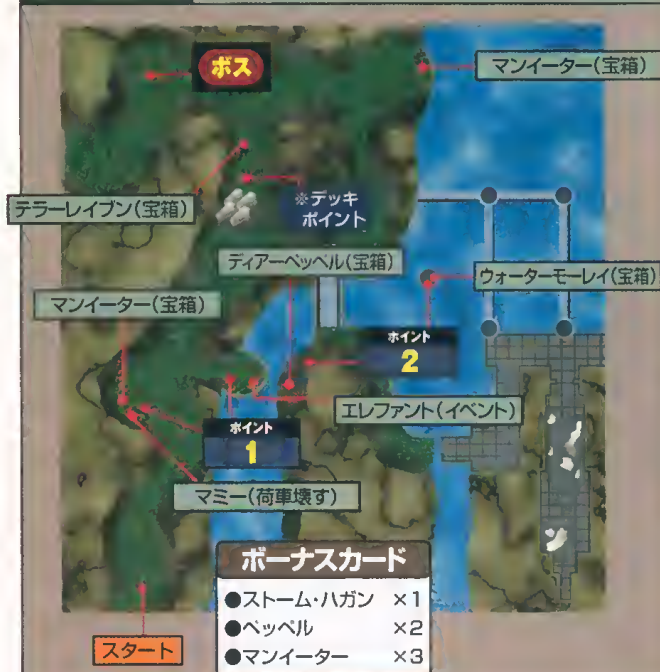 ボス
マンイーター(宝箱)
テラーレイブン(宝箱)
※デッキ
ポイント
ディアーペッペル(宝箱)
ウォーターモーレイ(宝箱)
マンイーター(宝箱)
ポイント
2
エレファント(イベント)
ポイント
1
マミー(荷車壊す)
ボーナスカード
●ストーム・ハガン ×1
●ペッペル ×2
●マンイーター ×3
スタート